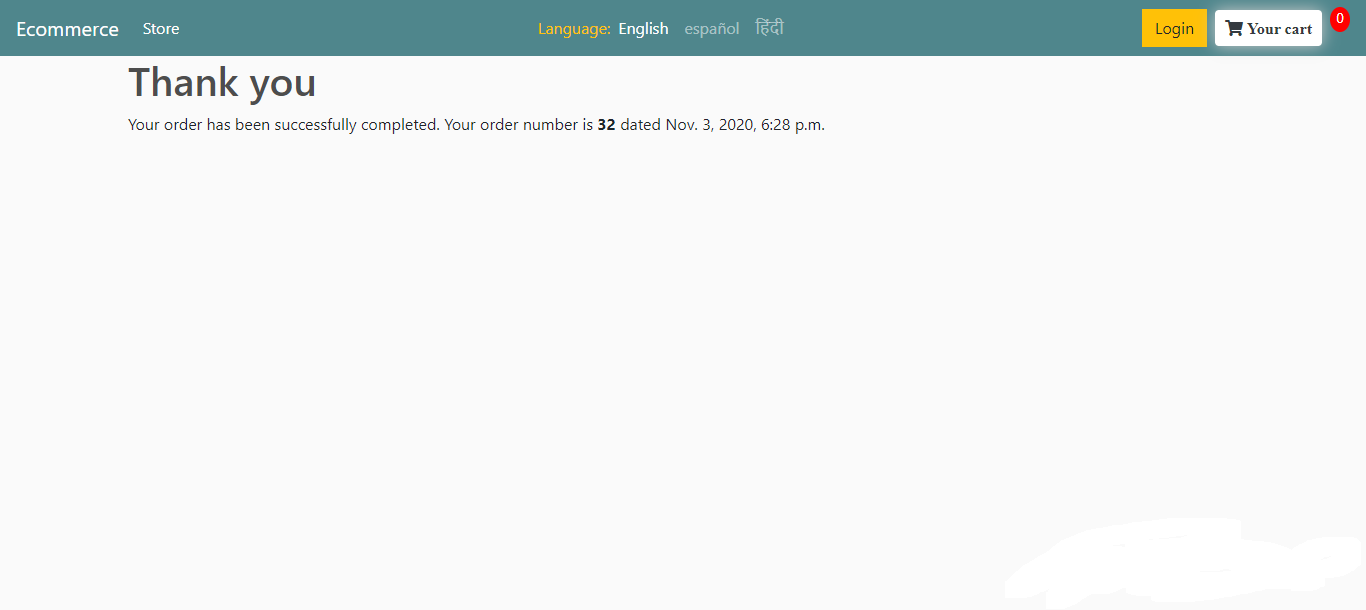 Ecommerce Store Language: English español हिंदी Login Your cart 0
Thank you
Your order has been successfully completed. Your order number is 32 dated Nov. 3, 2020, 6:28 p.m.